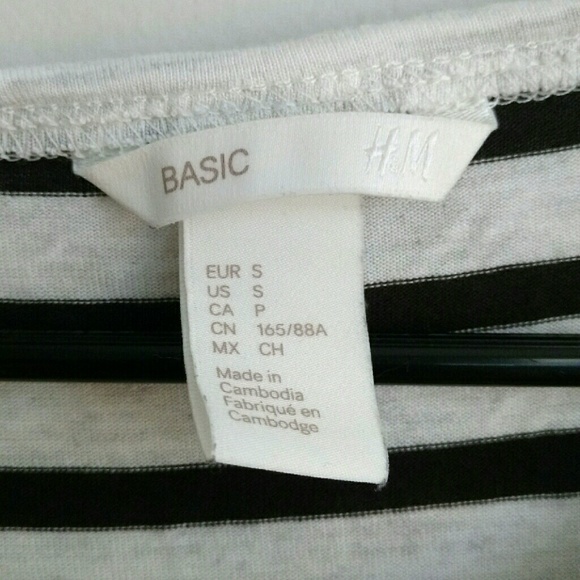 BASIC H&M
EUR S
US S
CA P
CN 165/88A
MX CH
Made in
Cambodia
Fabriqué en
Cambodge